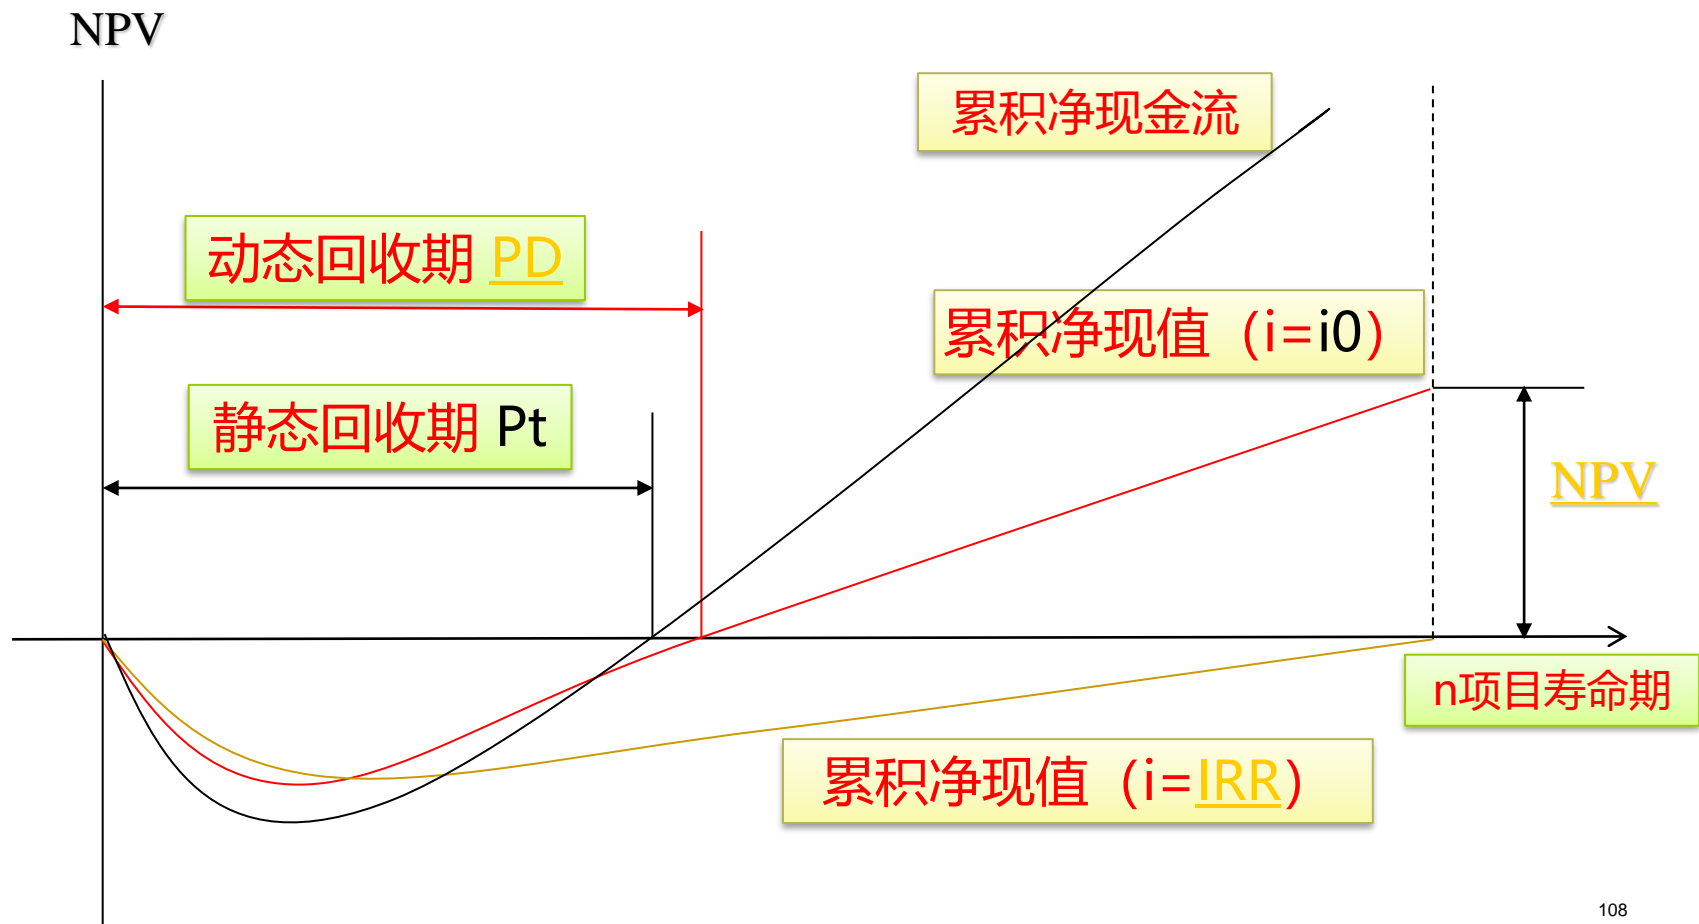 NPV
累积净现金流
动态回收期 PD
累积净现值（i=i0）
静态回收期 Pt
NPV
n项目寿命期
累积净现值（i=IRR）
108